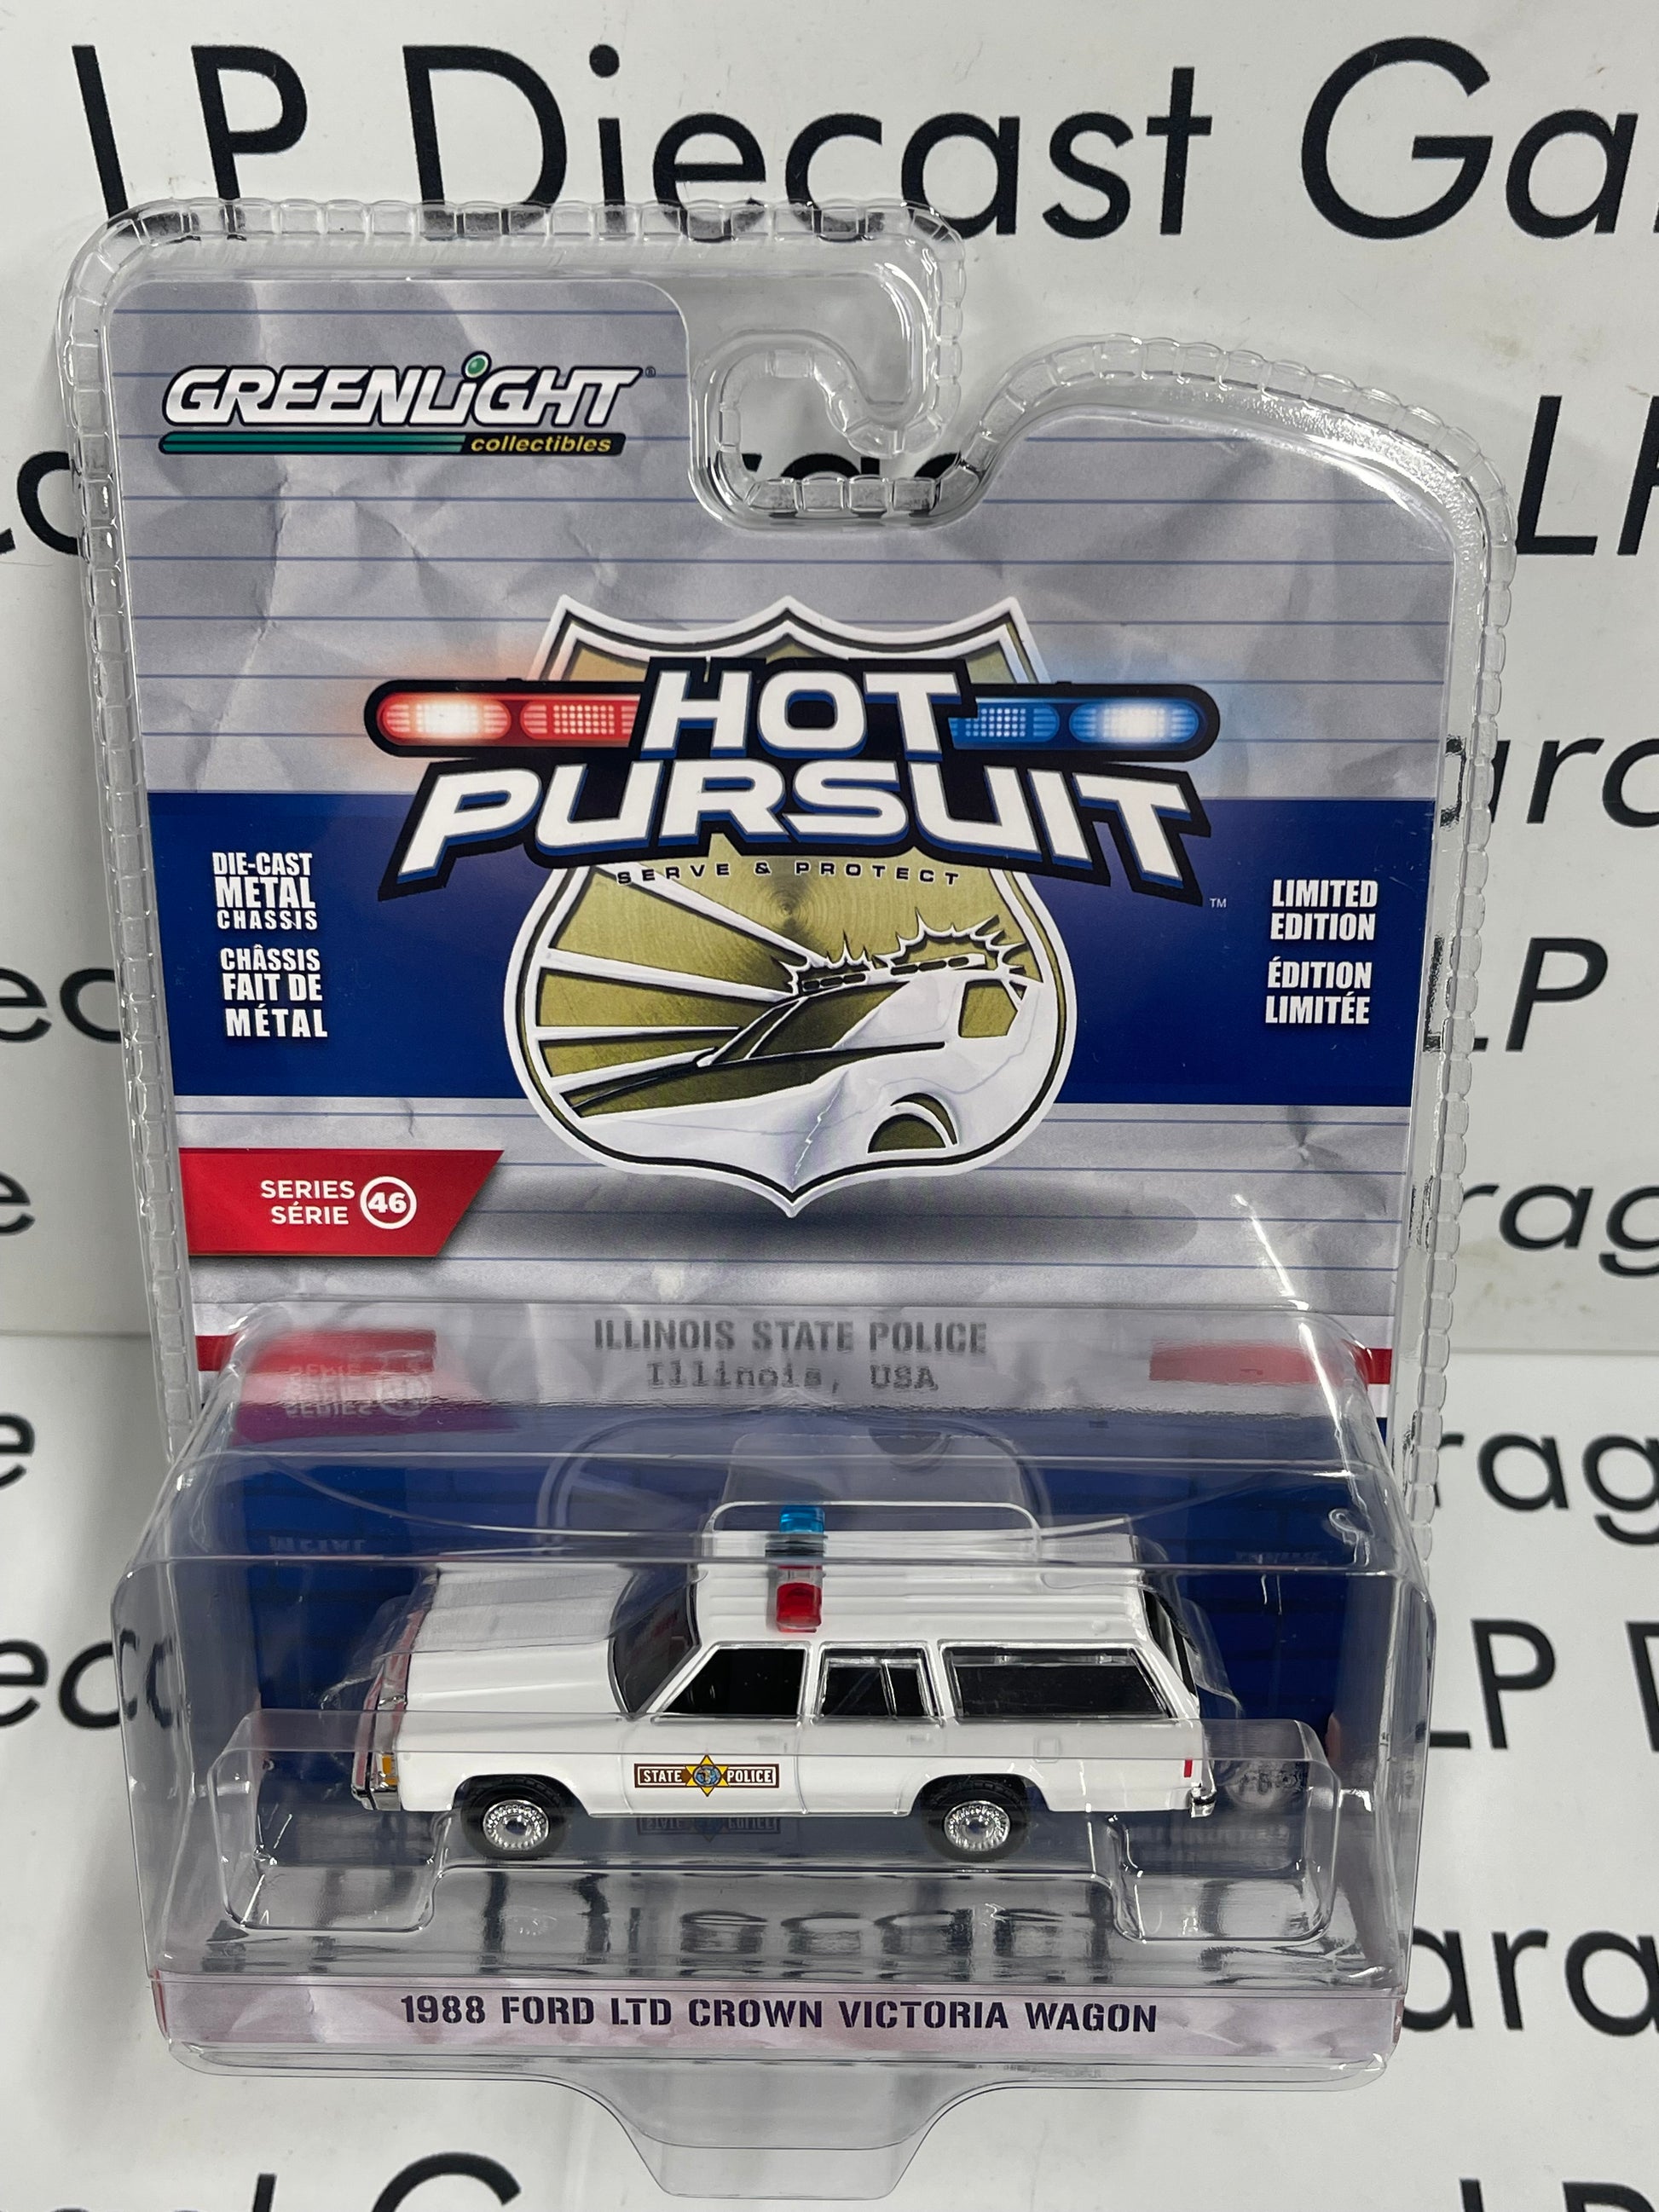 LP Diecast Ga
GREENLIGHT®
collectibles
HOT
PURSUIT
SERVE & PROTECT
™
DIE-CAST
METAL
CHASSIS
CHÂSSIS
FAIT DE
MÉTAL
LIMITED
EDITION
ÉDITION
LIMITÉE
SERIES
SÉRIE
46
ILLINOIS STATE POLICE
Illinois, USA
STATE POLICE
1988 FORD LTD CROWN VICTORIA WAGON